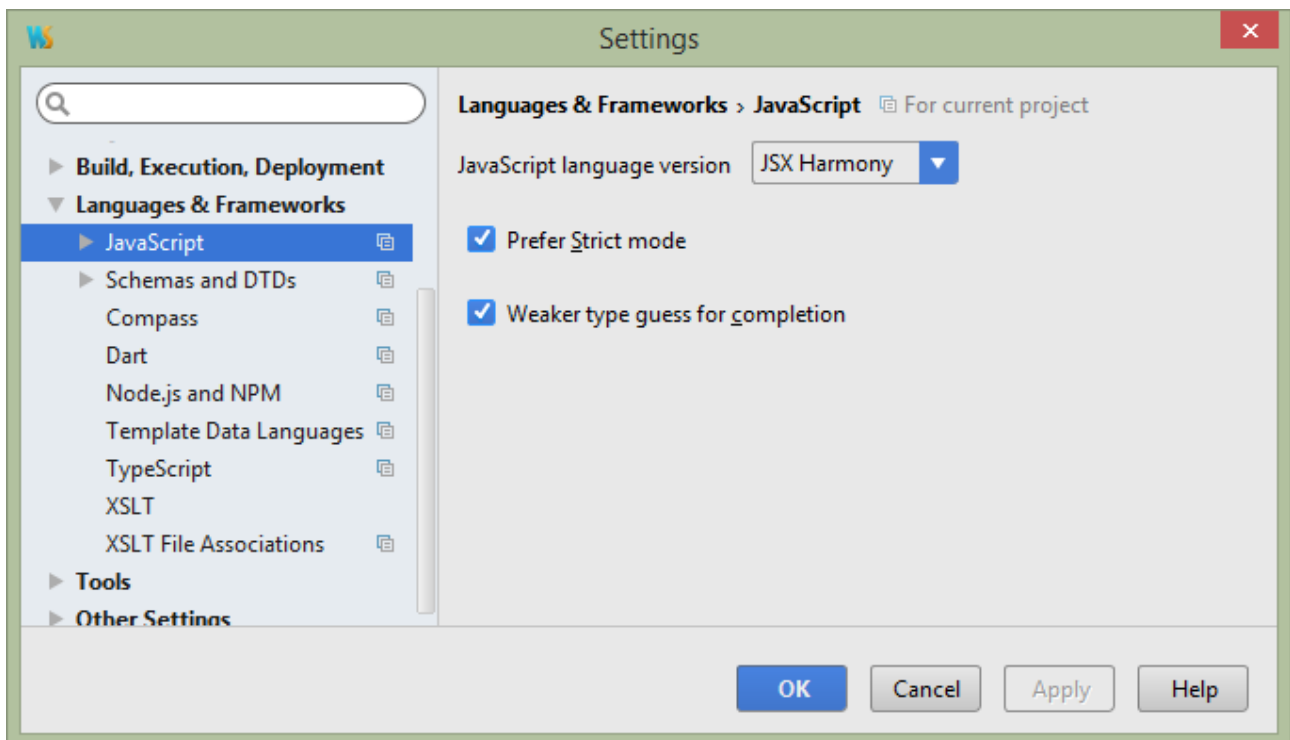 WS
Settings
Languages & Frameworks › JavaScript For current project
JavaScript language version JSX Harmony
Prefer Strict mode
Weaker type guess for completion
Build, Execution, Deployment
Languages & Frameworks
JavaScript
Schemas and DTDs
Compass
Dart
Node.js and NPM
Template Data Languages
TypeScript
XSLT
XSLT File Associations
Tools
Other Settings
OK Cancel Apply Help